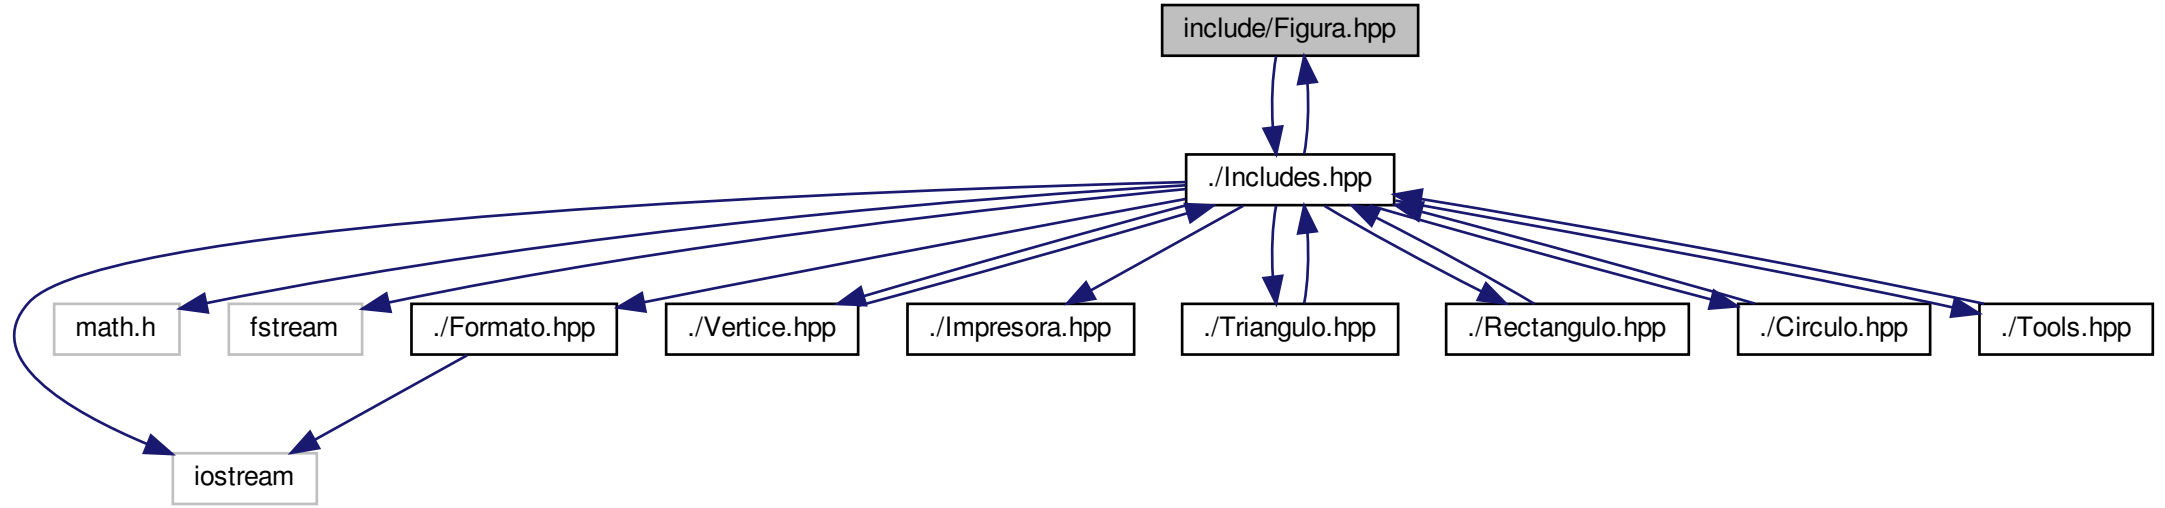 include/Figura.hpp
./Includes.hpp
math.h
fstream
./Formato.hpp
./Vertice.hpp
./Impresora.hpp
./Triangulo.hpp
./Rectangulo.hpp
./Circulo.hpp
./Tools.hpp
iostream